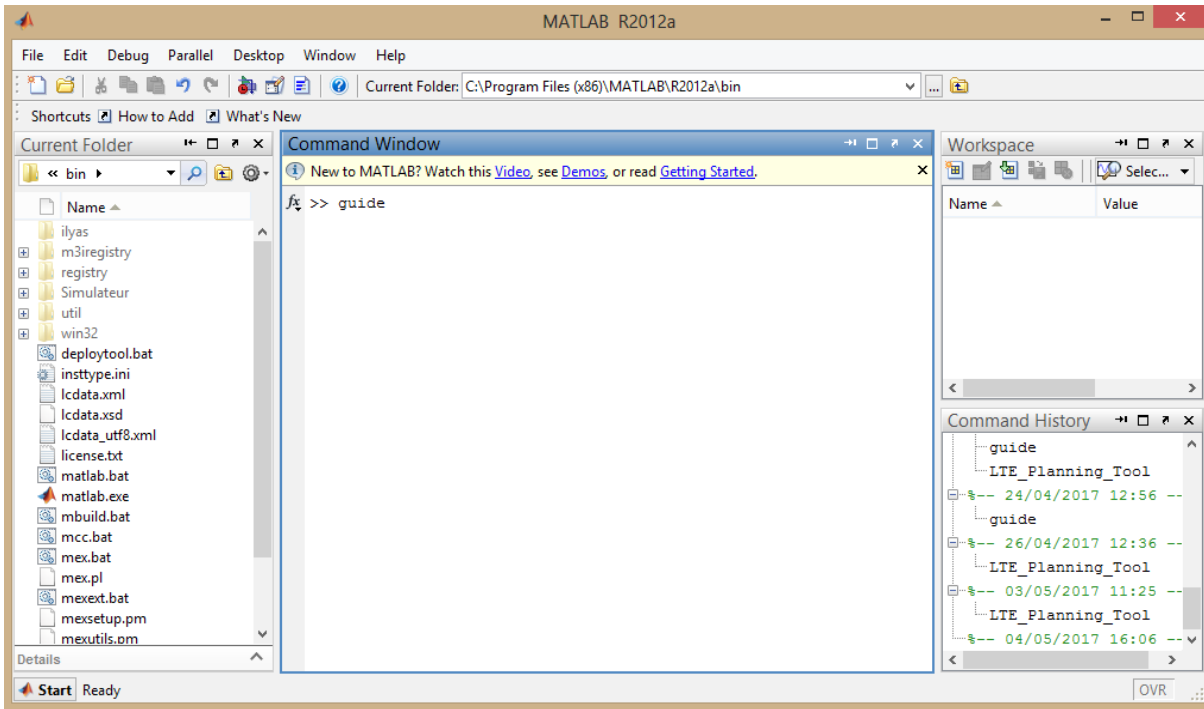 MATLAB R2012a
File Edit Debug Parallel Desktop Window Help
Current Folder: C:\Program Files (x86)\MATLAB\R2012a\bin ...
Shortcuts How to Add What's New
Current Folder
« bin
Name
ilyas
m3iregistry
registry
Simulateur
util
win32
deploytool.bat
insttype.ini
lcdata.xml
lcdata.xsd
lcdata_utf8.xml
license.txt
matlab.bat
matlab.exe
mbuild.bat
mcc.bat
mex.bat
mex.pl
mexext.bat
mexsetup.pm
mexutils.pm
Details
Command Window
New to MATLAB? Watch this Video, see Demos, or read Getting Started.
fx >> guide
Workspace
Selec...
Name Value
Command History
guide
LTE_Planning_Tool
%-- 24/04/2017 12:56 --
guide
%-- 26/04/2017 12:36 --
LTE_Planning_Tool
%-- 03/05/2017 11:25 --
LTE_Planning_Tool
%-- 04/05/2017 16:06 --
Start Ready
OVR